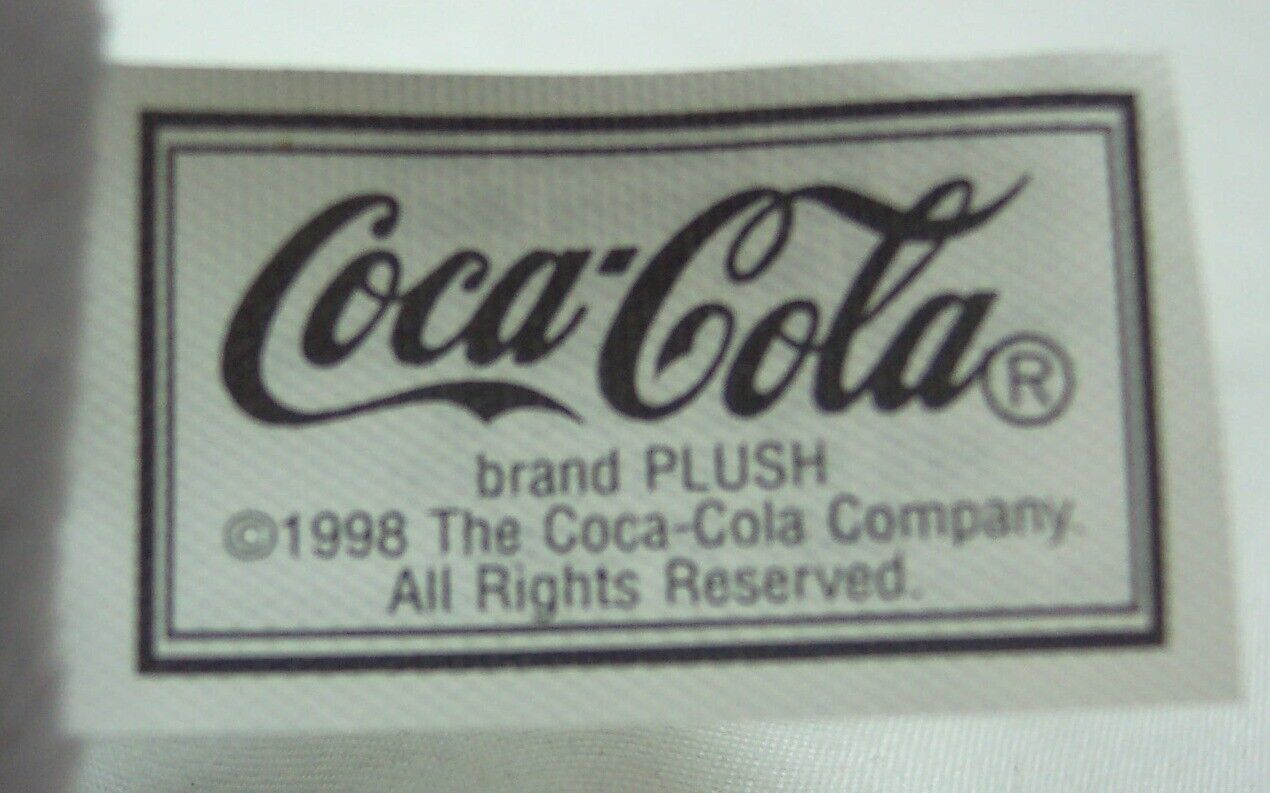 Coca-Cola®
brand PLUSH
©1998 The Coca-Cola Company.
All Rights Reserved.